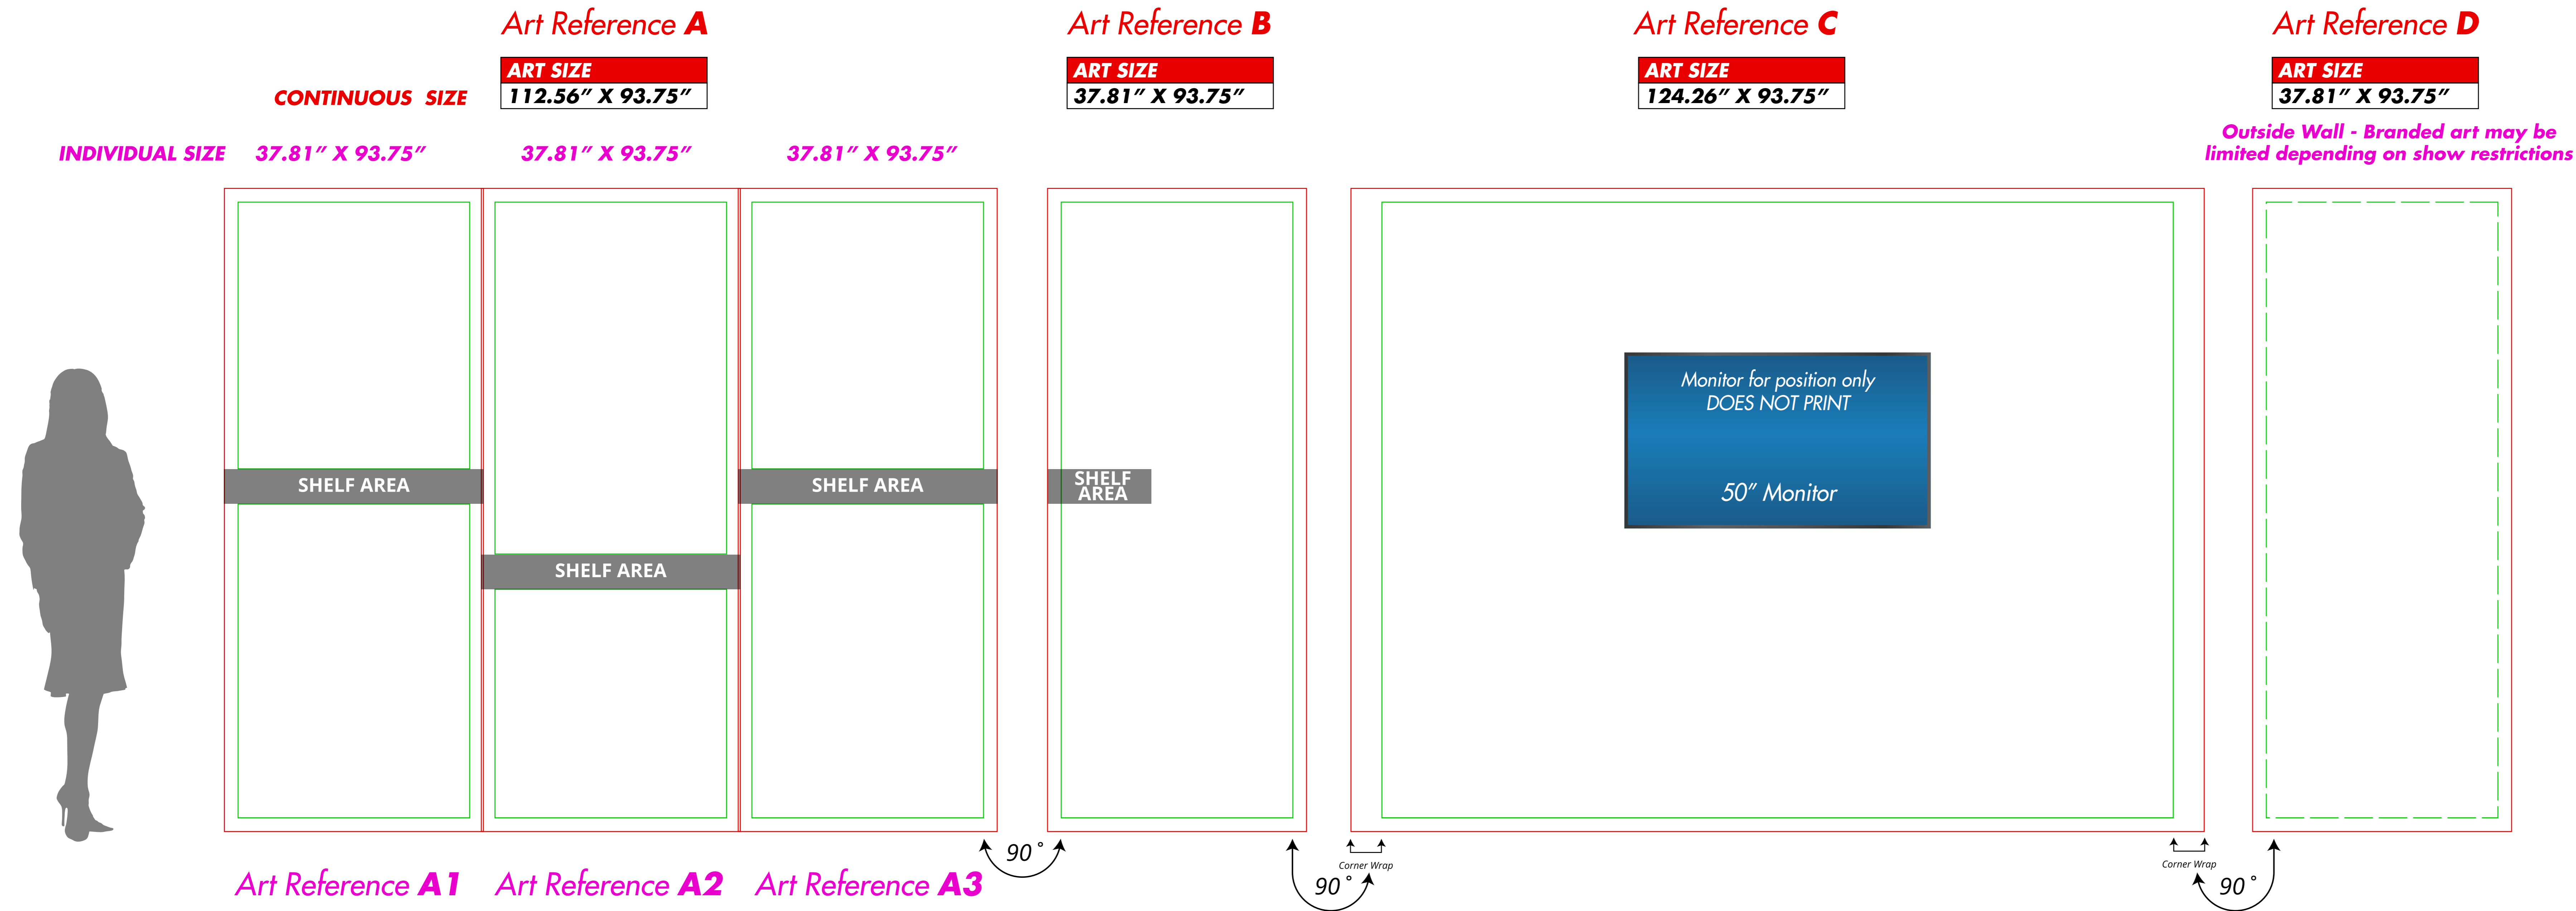 Art Reference A
Art Reference B
Art Reference C
Art Reference D
ART SIZE
ART SIZE
ART SIZE
ART SIZE
CONTINUOUS SIZE
112.56” X 93.75”
37.81” X 93.75”
124.26” X 93.75”
37.81” X 93.75”
Outside Wall - Branded art may be
limited depending on show restrictions
INDIVIDUAL SIZE
37.81” X 93.75”
37.81” X 93.75”
37.81” X 93.75”
Monitor for position only
DOES NOT PRINT
50” Monitor
SHELF AREA
SHELF AREA
SHELF AREA
SHELF
AREA
90°
Corner Wrap
90°
Corner Wrap
90°
Art Reference A1
Art Reference A2
Art Reference A3